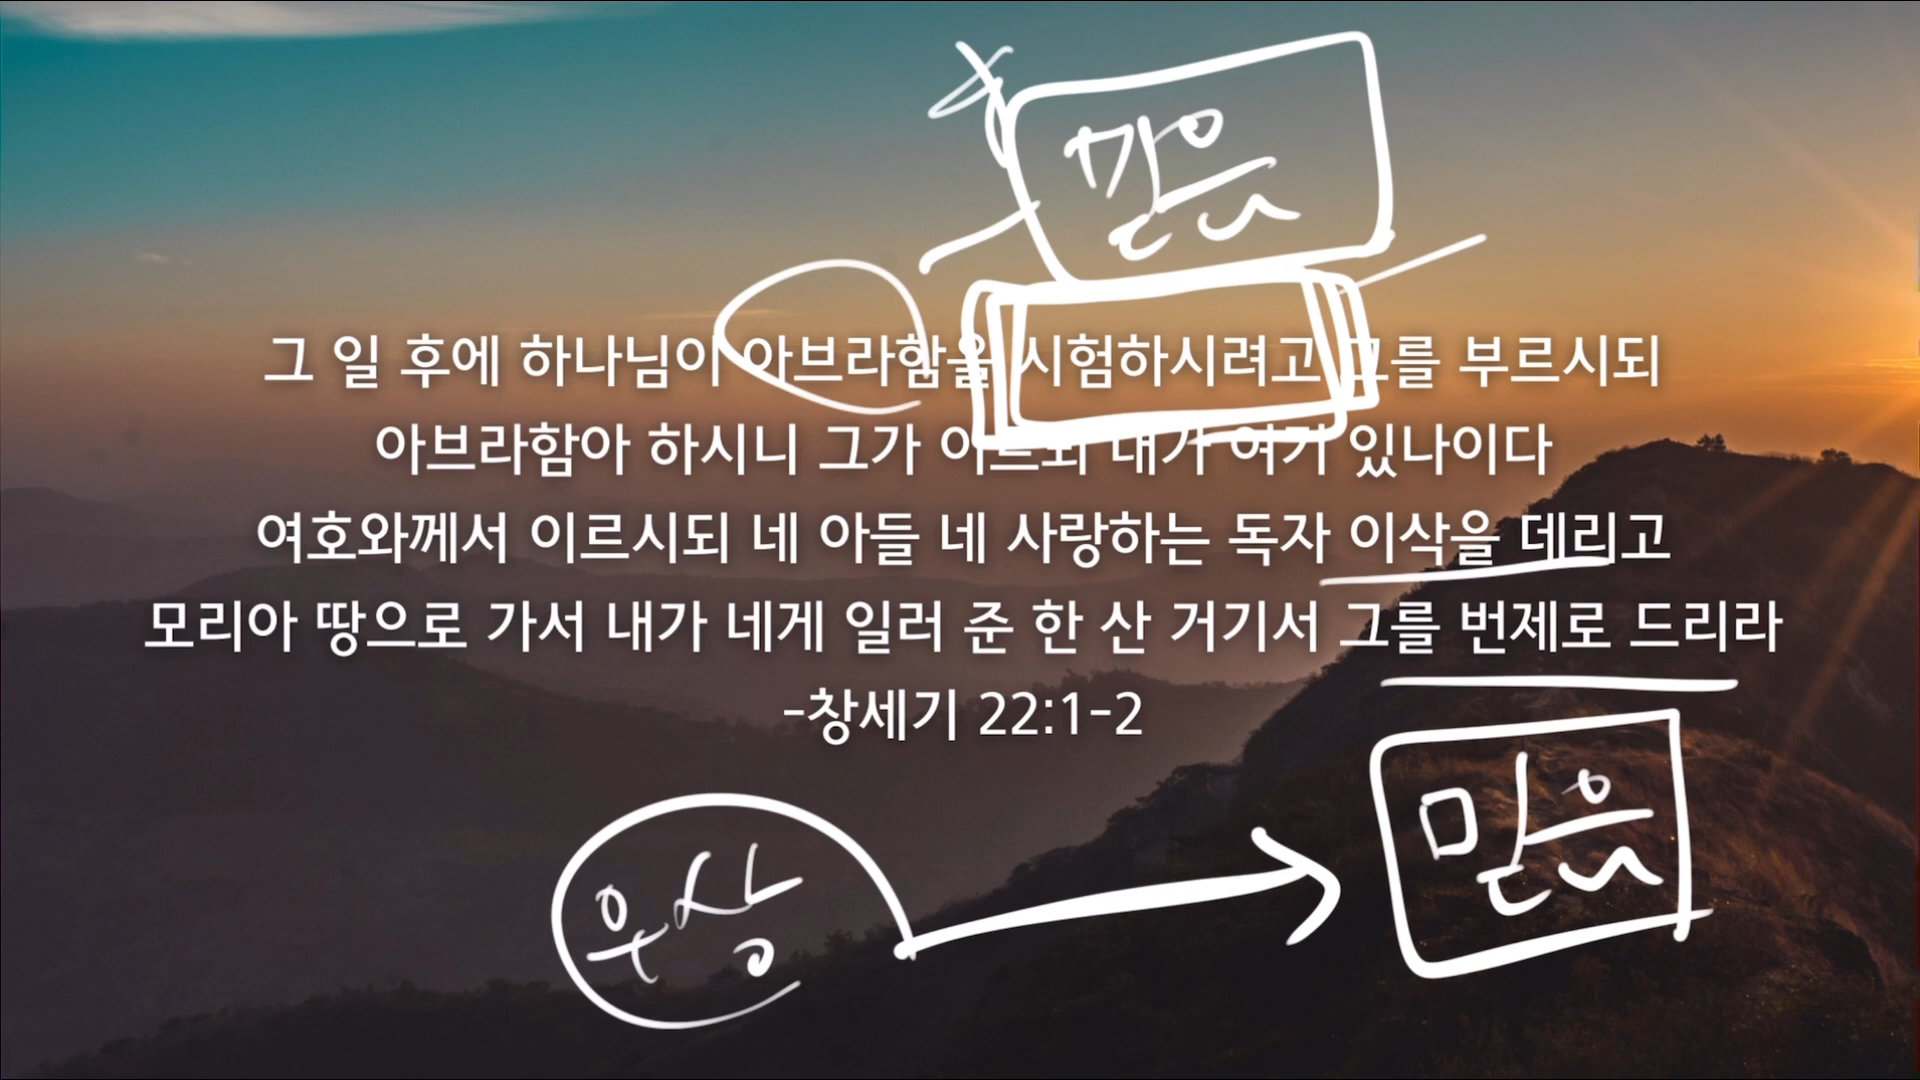 믿음
그 일 후에 하나님이 아브라함을 시험하시려고 그를 부르시되
아브라함아 하시니 그가 이르되 내가 여기 있나이다
여호와께서 이르시되 네 아들 네 사랑하는 독자 이삭을 데리고
모리아 땅으로 가서 내가 네게 일러 준 한 산 거기서 그를 번제로 드리라
-창세기 22:1-2
우상
믿음